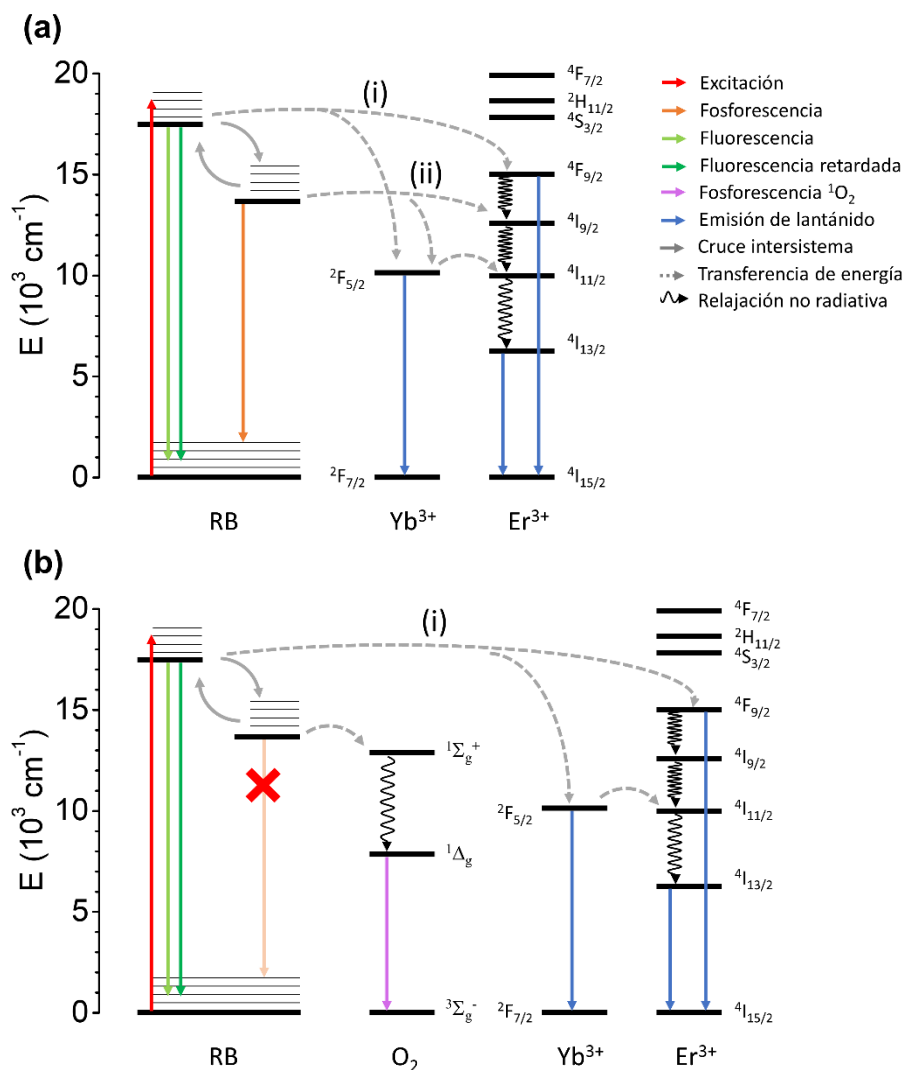 (a)
20
15
10
5
0
E (10³ cm⁻¹)
(i)
(ii)
⁴F₇/₂
²H₁₁/₂
⁴S₃/₂
⁴F₉/₂
⁴I₉/₂
⁴I₁₁/₂
⁴I₁₃/₂
⁴I₁₅/₂
²F₅/₂
²F₇/₂
RB
Yb³⁺
Er³⁺
Excitación
Fosforescencia
Fluorescencia
Fluorescencia retardada
Fosforescencia ¹O₂
Emisión de lantánido
Cruce intersistema
Transferencia de energía
Relajación no radiativa
(b)
20
15
10
5
0
E (10³ cm⁻¹)
(i)
¹Σg⁺
¹Δg
³Σg⁻
²F₅/₂
²F₇/₂
⁴F₇/₂
²H₁₁/₂
⁴S₃/₂
⁴F₉/₂
⁴I₉/₂
⁴I₁₁/₂
⁴I₁₃/₂
⁴I₁₅/₂
RB
O₂
Yb³⁺
Er³⁺